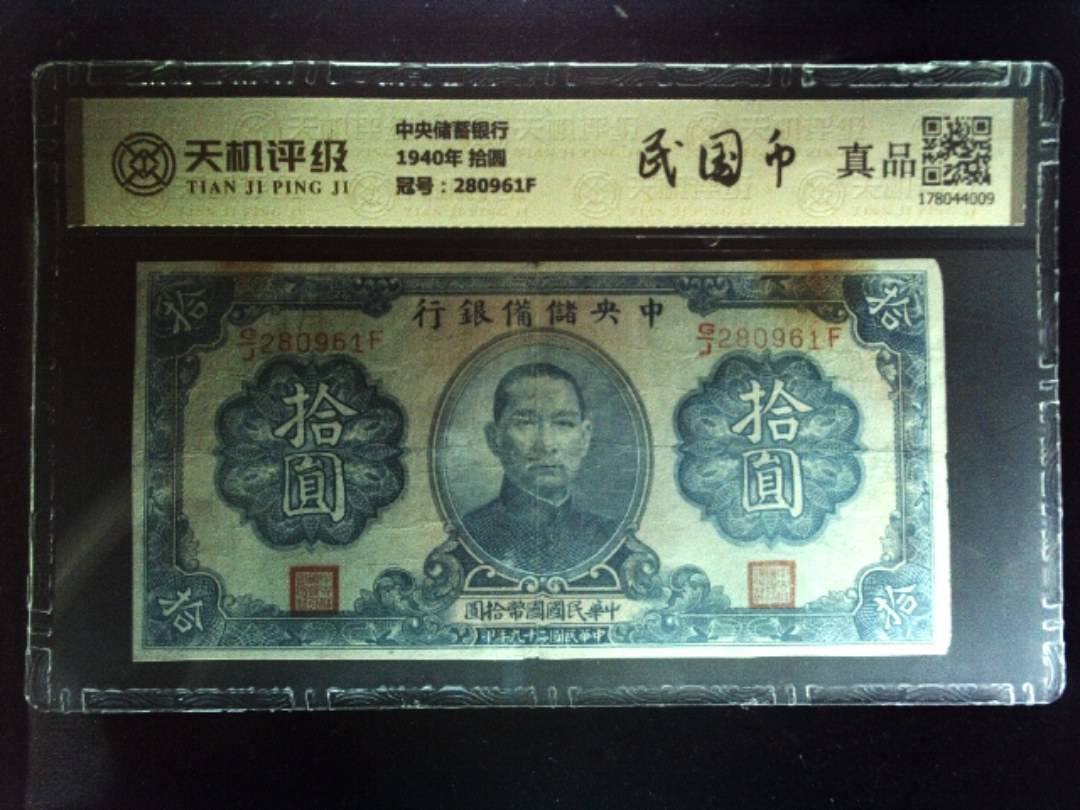 天机评级
TIAN JI PING JI
中央储蓄银行
1940年 拾圆
冠号：280961F
民国币
真品
178044009
拾
拾
行銀備儲央中
G/J 280961F
G/J 280961F
拾圓
拾圓
圓拾幣國國民華中
印年九十二國民華中
拾
拾